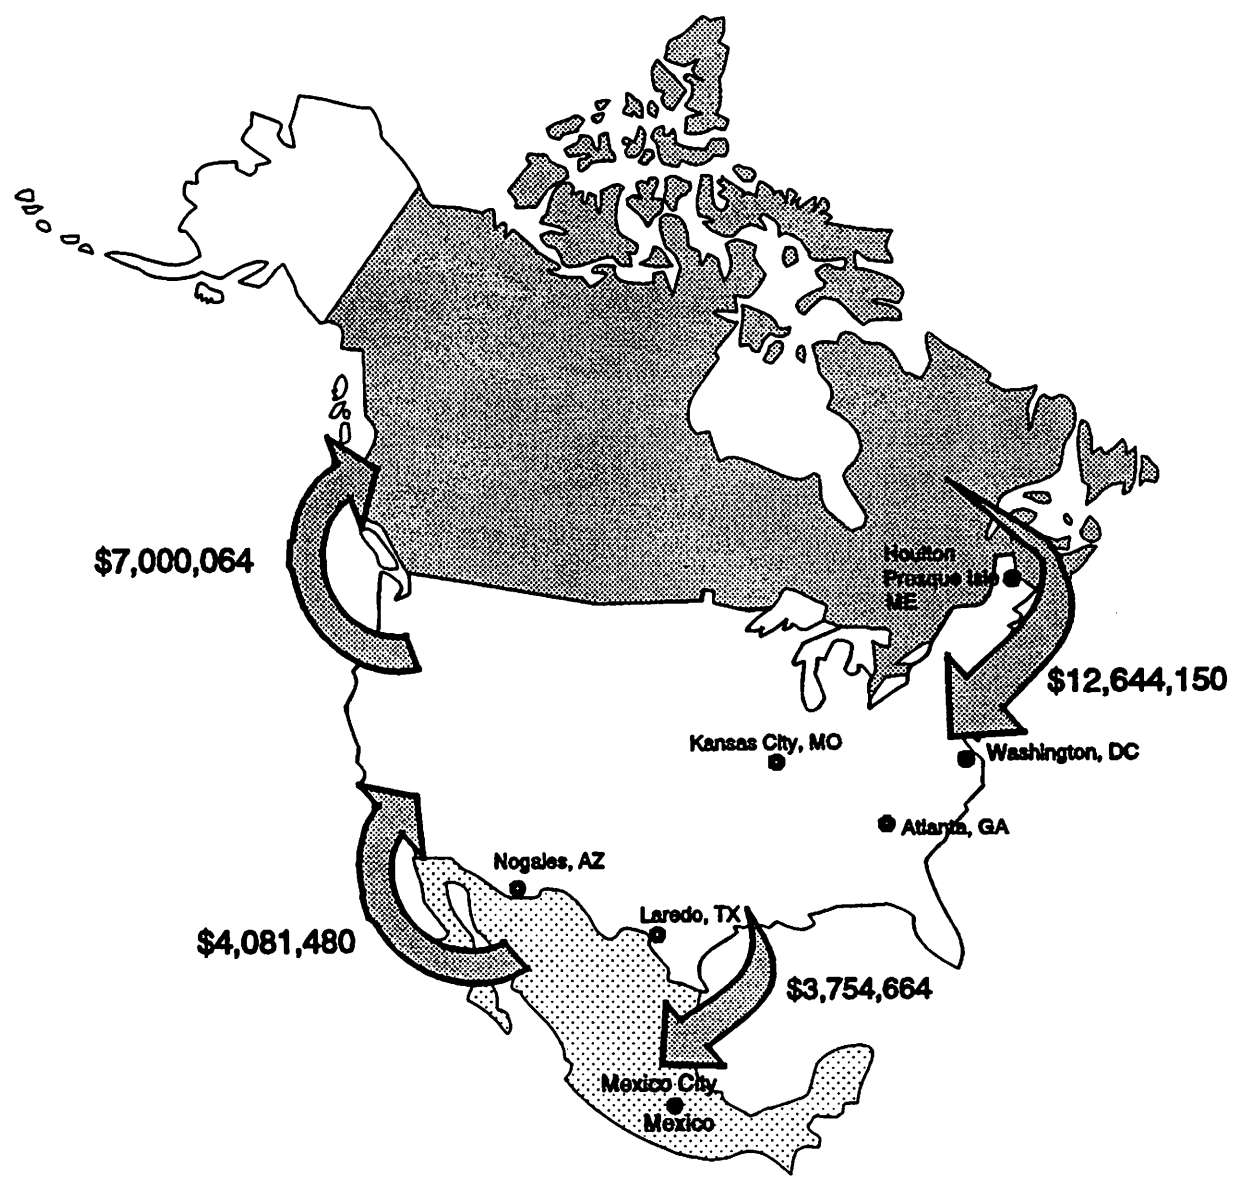 $7,000,064
Houlton
Presque Isle
ME
$12,644,150
Kansas City, MO
Washington, DC
Atlanta, GA
Nogales, AZ
Laredo, TX
$4,081,480
$3,754,664
Mexico City
Mexico